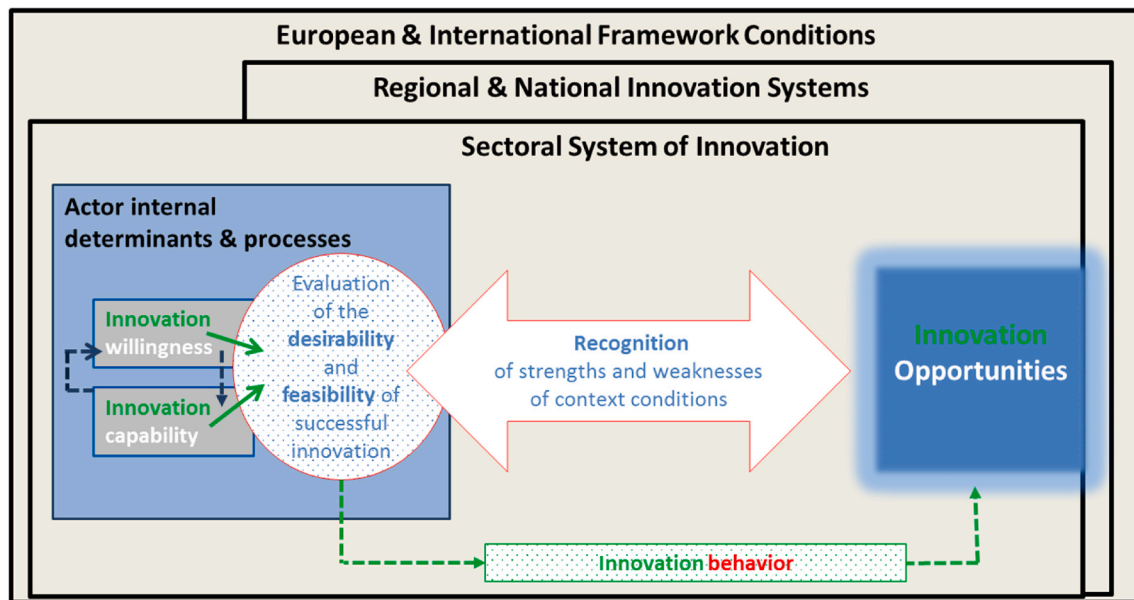 European & International Framework Conditions
Regional & National Innovation Systems
Sectoral System of Innovation
Actor internal
determinants & processes
Innovation
willingness
Innovation
capability
Evaluation
of the
desirability
and
feasibility of
successful
innovation
Recognition
of strengths and weaknesses
of context conditions
Innovation
Opportunities
Innovation behavior